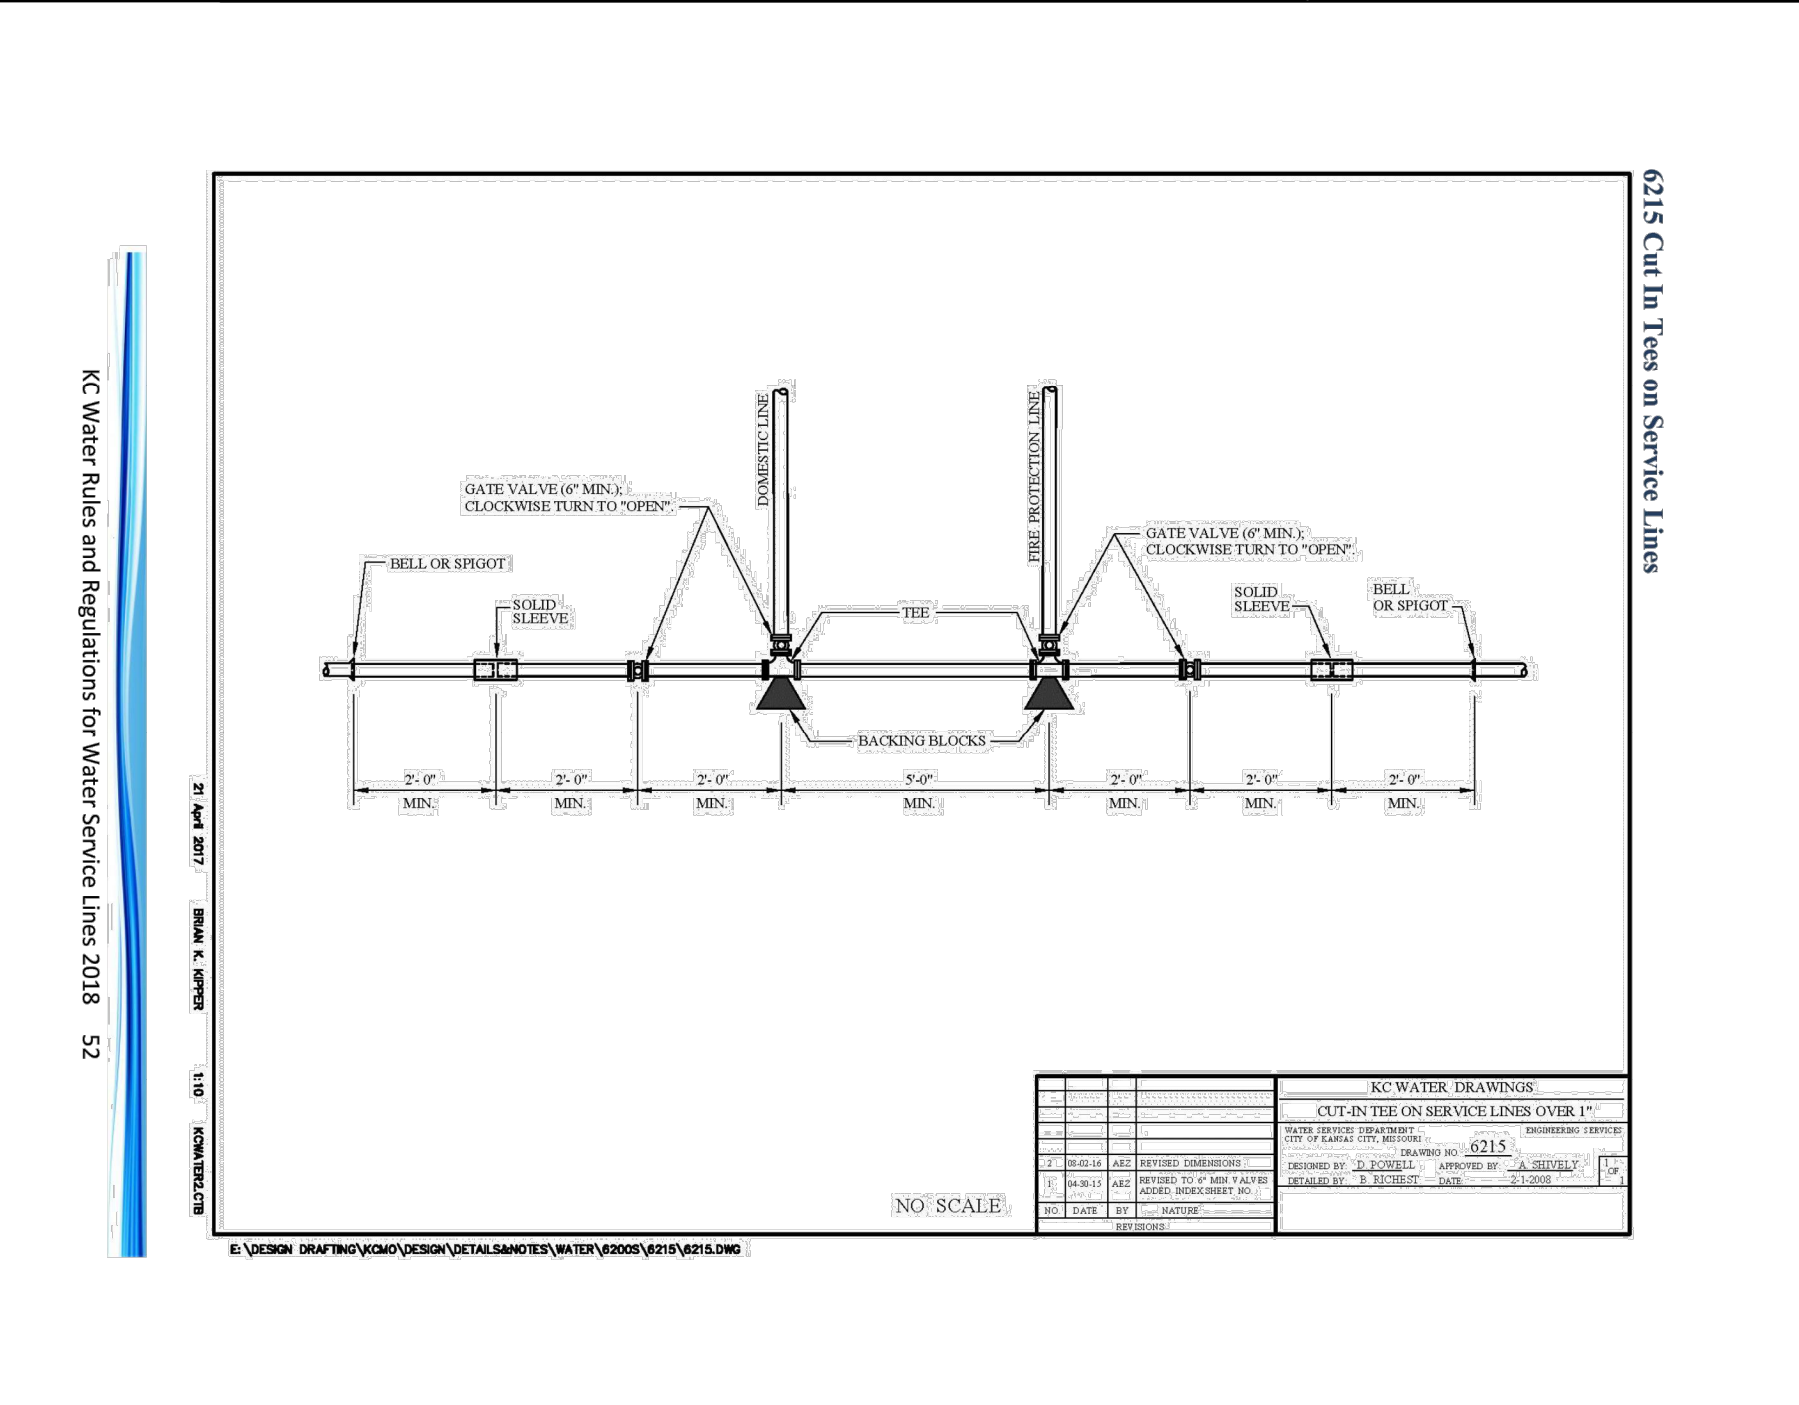 6215 Cut In Tees on Service Lines
DOMESTIC LINE
FIRE PROTECTION LINE
GATE VALVE (6" MIN.);
CLOCKWISE TURN TO "OPEN".
GATE VALVE (6" MIN.);
CLOCKWISE TURN TO "OPEN".
BELL OR SPIGOT
SOLID
SLEEVE
TEE
SOLID
SLEEVE
BELL
OR SPIGOT
BACKING BLOCKS
2'- 0" 2'- 0" 2'- 0" 5'-0" 2'- 0" 2'- 0" 2'- 0"
MIN. MIN. MIN. MIN. MIN. MIN. MIN.
NO SCALE
2 08-02-16 AEZ REVISED DIMENSIONS
1 04-30-15 AEZ REVISED TO 6" MIN. VALVES
ADDED INDEX SHEET NO.
NO. DATE BY NATURE
REVISIONS
KC WATER DRAWINGS
CUT-IN TEE ON SERVICE LINES OVER 1"
WATER SERVICES DEPARTMENT ENGINEERING SERVICES
CITY OF KANSAS CITY, MISSOURI
DRAWING NO. 6215
DESIGNED BY: D. POWELL APPROVED BY: A. SHIVELY
DETAILED BY: B. RICHEST DATE: 2-1-2008
1
OF
1
E:\DESIGN DRAFTING\KCMO\DESIGN\DETAILS&NOTES\WATER\6200S\6215\6215.DWG
21 April 2017 BRIAN K. KIPPER 1:10 KCWATER2.CTB
KC Water Rules and Regulations for Water Service Lines 2018 52